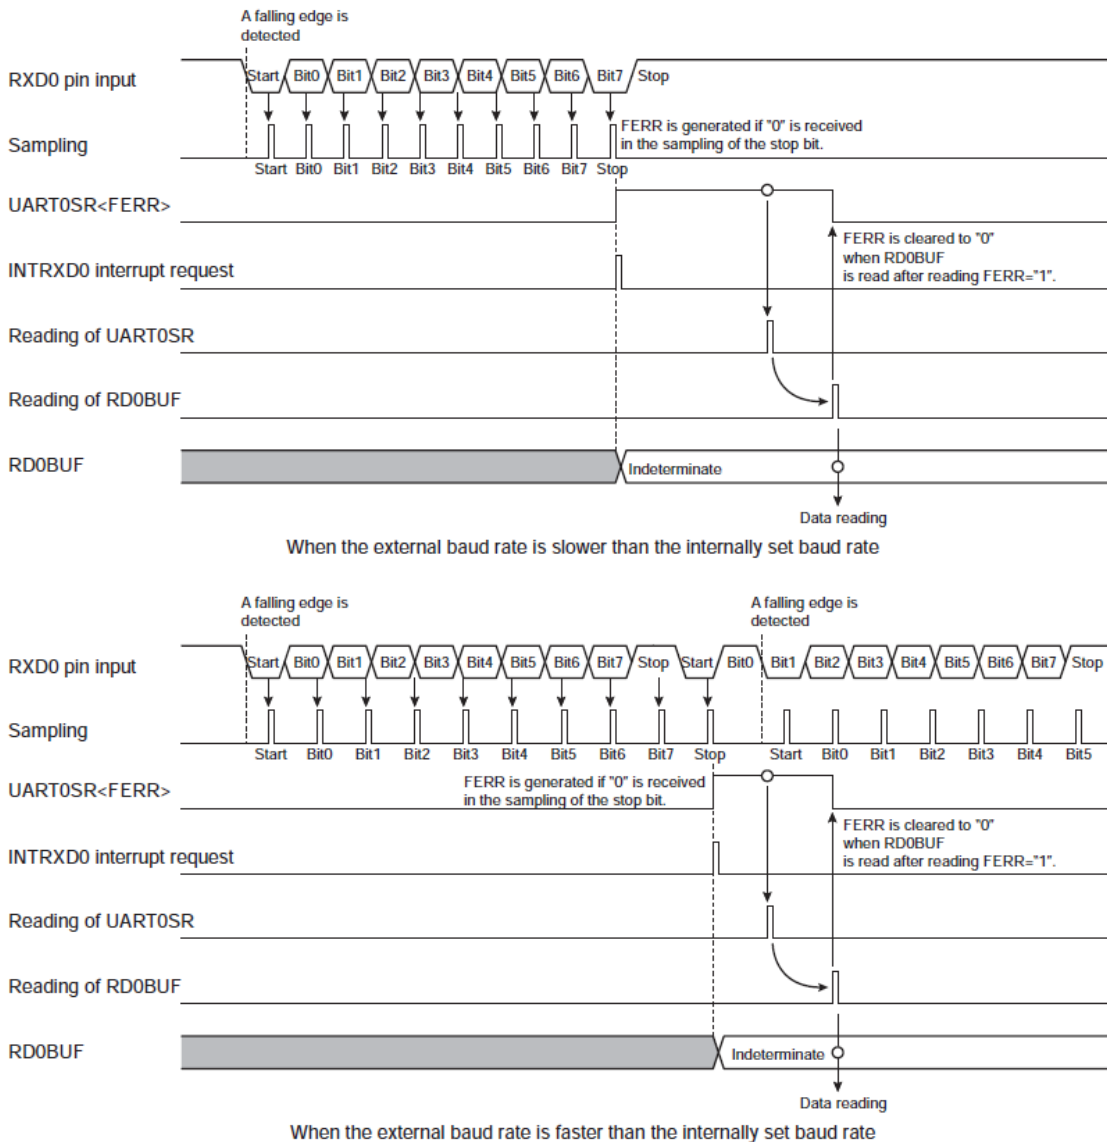 A falling edge is
detected
RXD0 pin input
Start Bit0 Bit1 Bit2 Bit3 Bit4 Bit5 Bit6 Bit7 Stop
FERR is generated if "0" is received
in the sampling of the stop bit.
Sampling
Start Bit0 Bit1 Bit2 Bit3 Bit4 Bit5 Bit6 Bit7 Stop
UART0SR<FERR>
FERR is cleared to "0"
when RD0BUF
is read after reading FERR="1".
INTRXD0 interrupt request
Reading of UART0SR
Reading of RD0BUF
RD0BUF
Indeterminate
Data reading
When the external baud rate is slower than the internally set baud rate
A falling edge is
detected
A falling edge is
detected
RXD0 pin input
Start Bit0 Bit1 Bit2 Bit3 Bit4 Bit5 Bit6 Bit7 Stop Start Bit0 Bit1 Bit2 Bit3 Bit4 Bit5 Bit6 Bit7 Stop
Sampling
Start Bit0 Bit1 Bit2 Bit3 Bit4 Bit5 Bit6 Bit7 Stop Start Bit0 Bit1 Bit2 Bit3 Bit4 Bit5
FERR is generated if "0" is received
in the sampling of the stop bit.
UART0SR<FERR>
FERR is cleared to "0"
when RD0BUF
is read after reading FERR="1".
INTRXD0 interrupt request
Reading of UART0SR
Reading of RD0BUF
RD0BUF
Indeterminate
Data reading
When the external baud rate is faster than the internally set baud rate